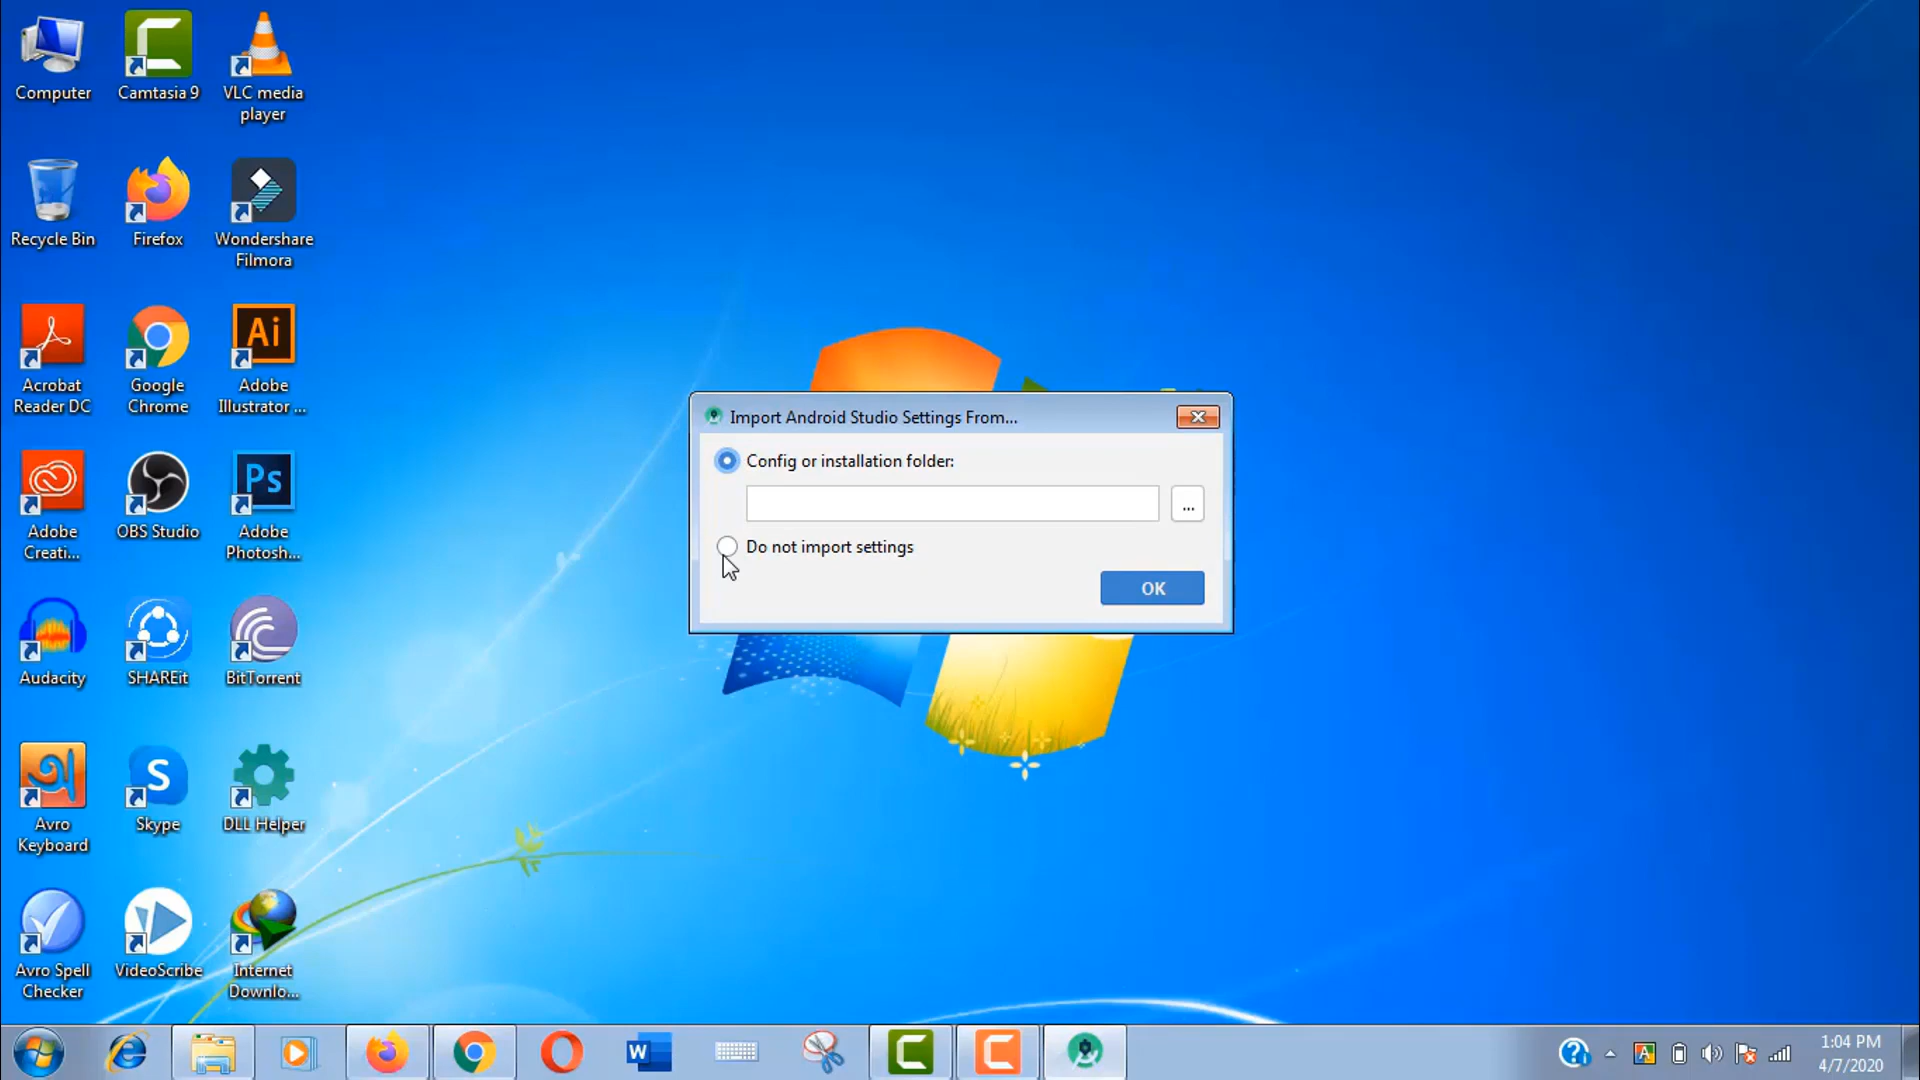 Computer
Camtasia 9
VLC media
player
Recycle Bin
Firefox
Wondershare
Filmora
Acrobat
Reader DC
Google
Chrome
Ai
Adobe
Illustrator ...
Adobe
Creati...
OBS Studio
Ps
Adobe
Photosh...
Audacity
SHAREit
BitTorrent
Avro
Keyboard
S
Skype
DLL Helper
Avro Spell
Checker
VideoScribe
Internet
Downlo...
Import Android Studio Settings From...
Config or installation folder:
...
Do not import settings
OK
W
A
1:04 PM
4/7/2020